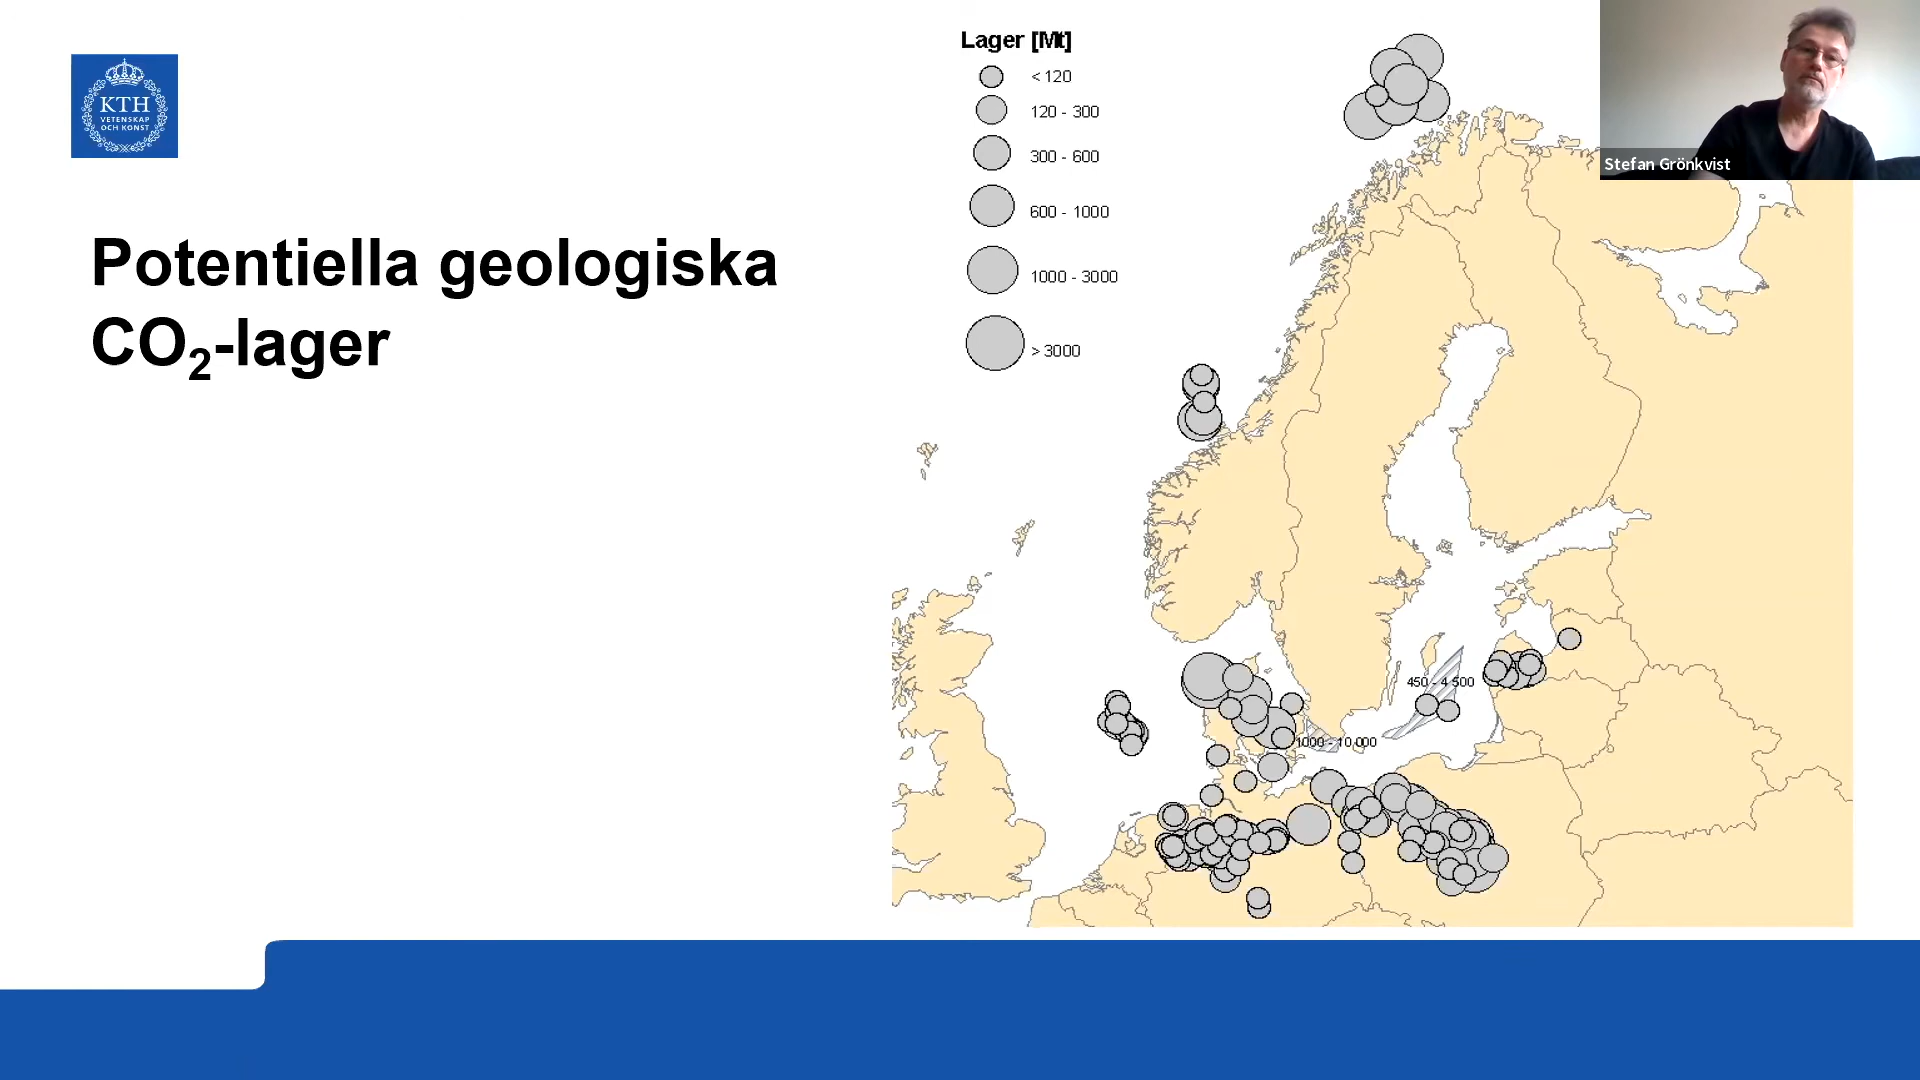 KTH
VETENSKAP
OCH KONST
Potentiella geologiska
CO₂-lager
Lager [Mt]
< 120
120 - 300
300 - 600
600 - 1000
1000 - 3000
> 3000
450 - 4 500
1000 - 10 000
Stefan Grönkvist